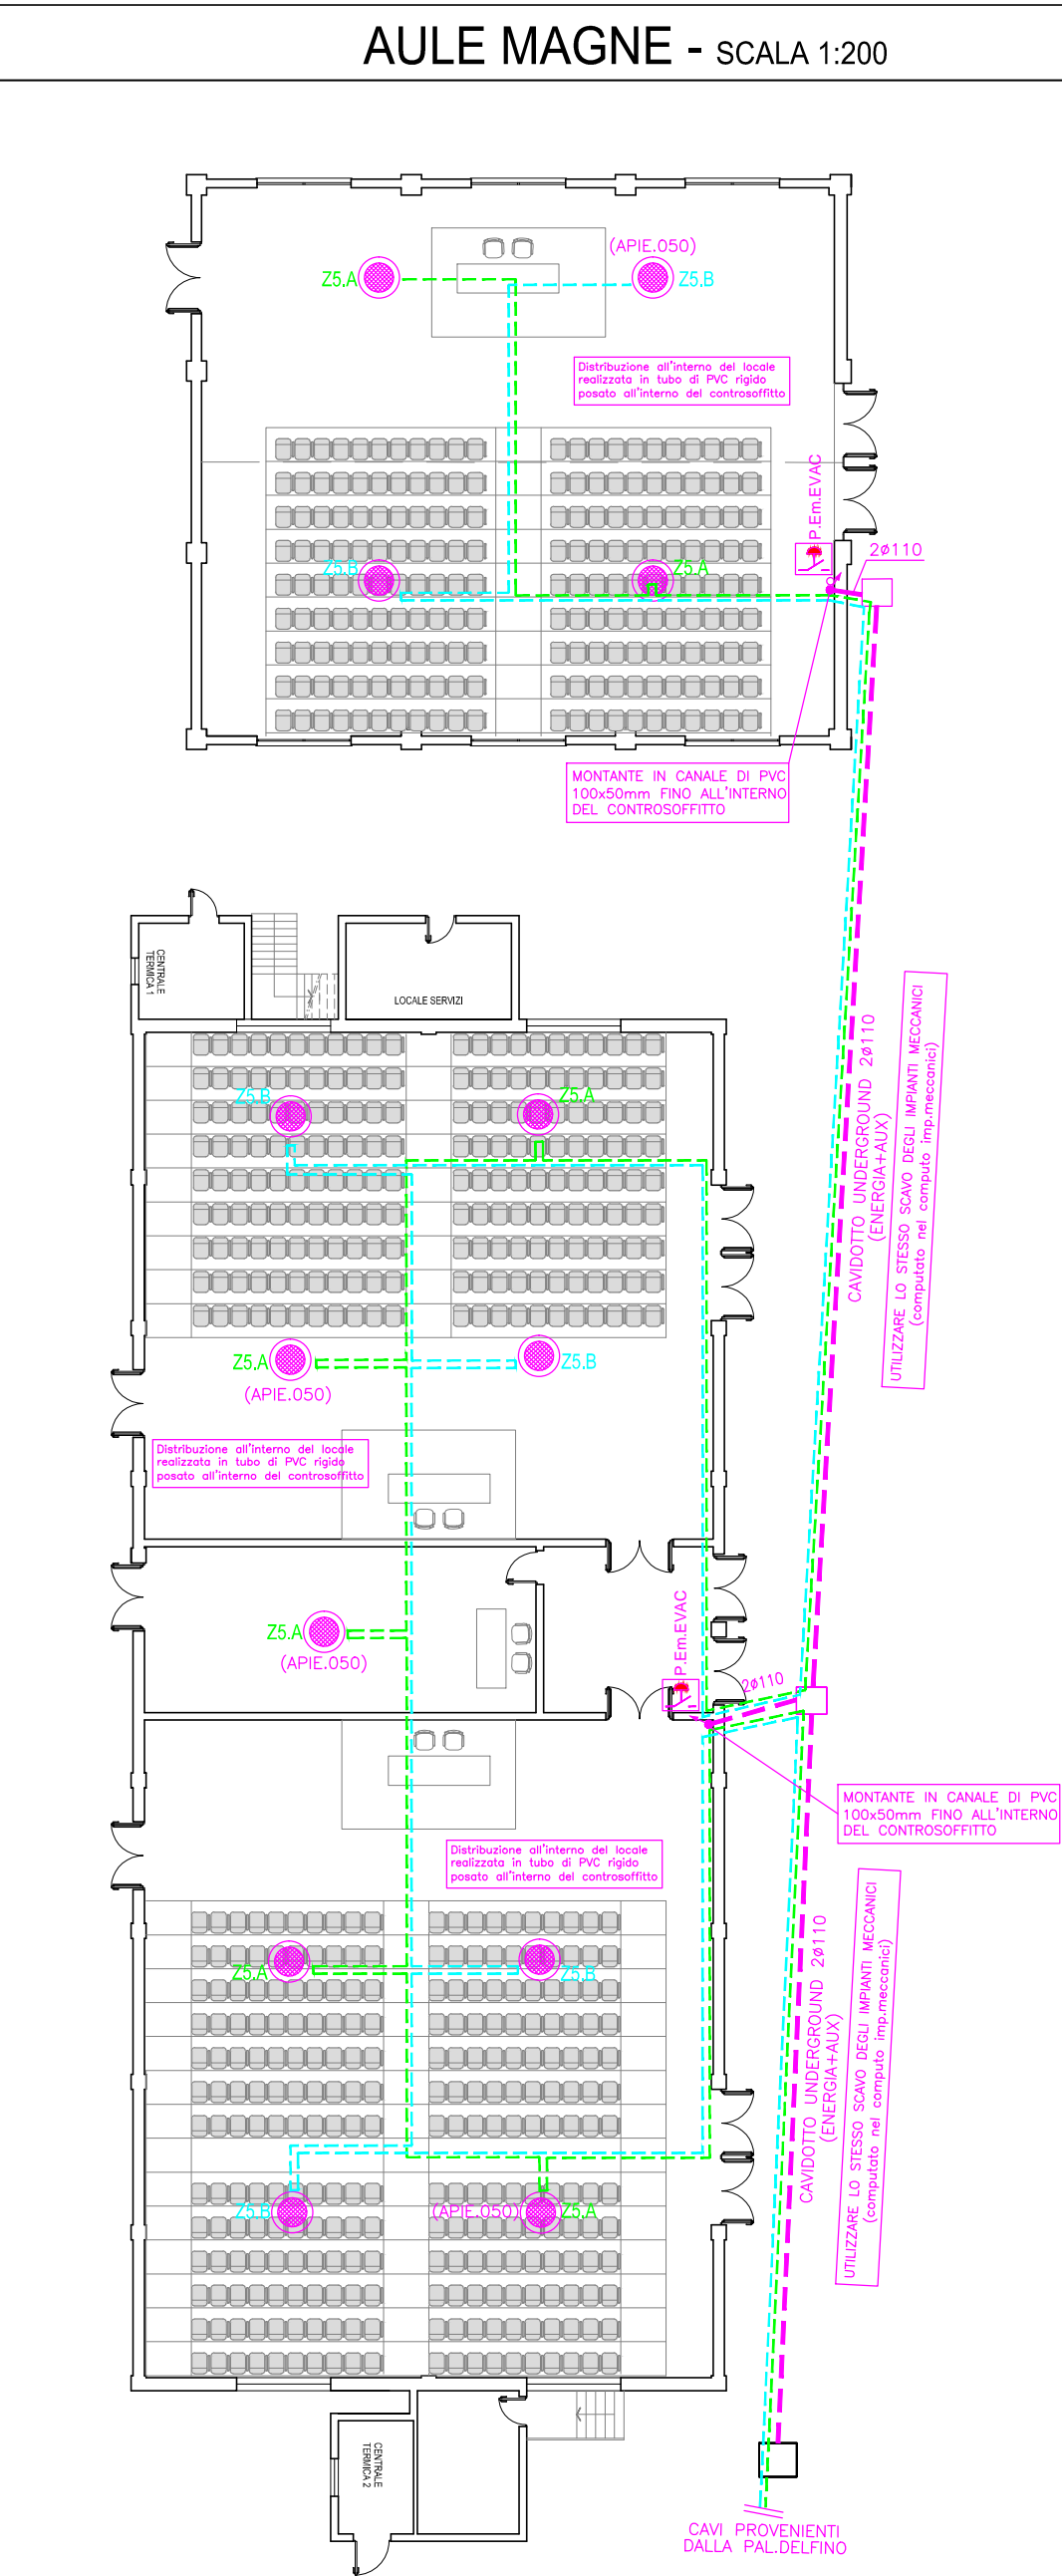 AULE MAGNE - SCALA 1:200
(APIE.050)
Z5.A
Z5.B
Distribuzione all'interno del locale
realizzata in tubo di PVC rigido
posato all'interno del controsoffitto
P.Em.EVAC
2ø110
Z5.B
Z5.A
MONTANTE IN CANALE DI PVC
100x50mm FINO ALL'INTERNO
DEL CONTROSOFFITTO
CENTRALE
TERMICA 1
LOCALE SERVIZI
CAVIDOTTO UNDERGROUND 2ø110
(ENERGIA+AUX)
UTILIZZARE LO STESSO SCAVO DEGLI IMPIANTI MECCANICI
(computato nel computo imp.meccanici)
Z5.B
Z5.A
Z5.A
Z5.B
(APIE.050)
Distribuzione all'interno del locale
realizzata in tubo di PVC rigido
posato all'interno del controsoffitto
Z5.A
(APIE.050)
P.Em.EVAC
2ø110
MONTANTE IN CANALE DI PVC
100x50mm FINO ALL'INTERNO
DEL CONTROSOFFITTO
Distribuzione all'interno del locale
realizzata in tubo di PVC rigido
posato all'interno del controsoffitto
CAVIDOTTO UNDERGROUND 2ø110
(ENERGIA+AUX)
UTILIZZARE LO STESSO SCAVO DEGLI IMPIANTI MECCANICI
(computato nel computo imp.meccanici)
Z5.A
Z5.B
Z5.B
(APIE.050)
Z5.A
CENTRALE
TERMICA 2
CAVI PROVENIENTI
DALLA PAL.DELFINO